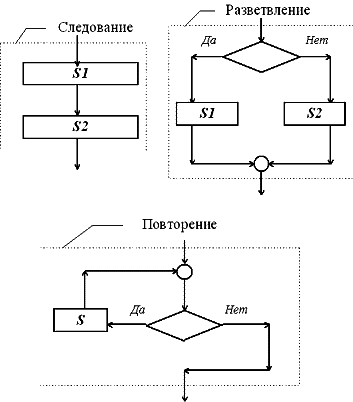 Следование
S1
S2
Разветвление
Да
Нет
S1
S2
Повторение
Да
Нет
S